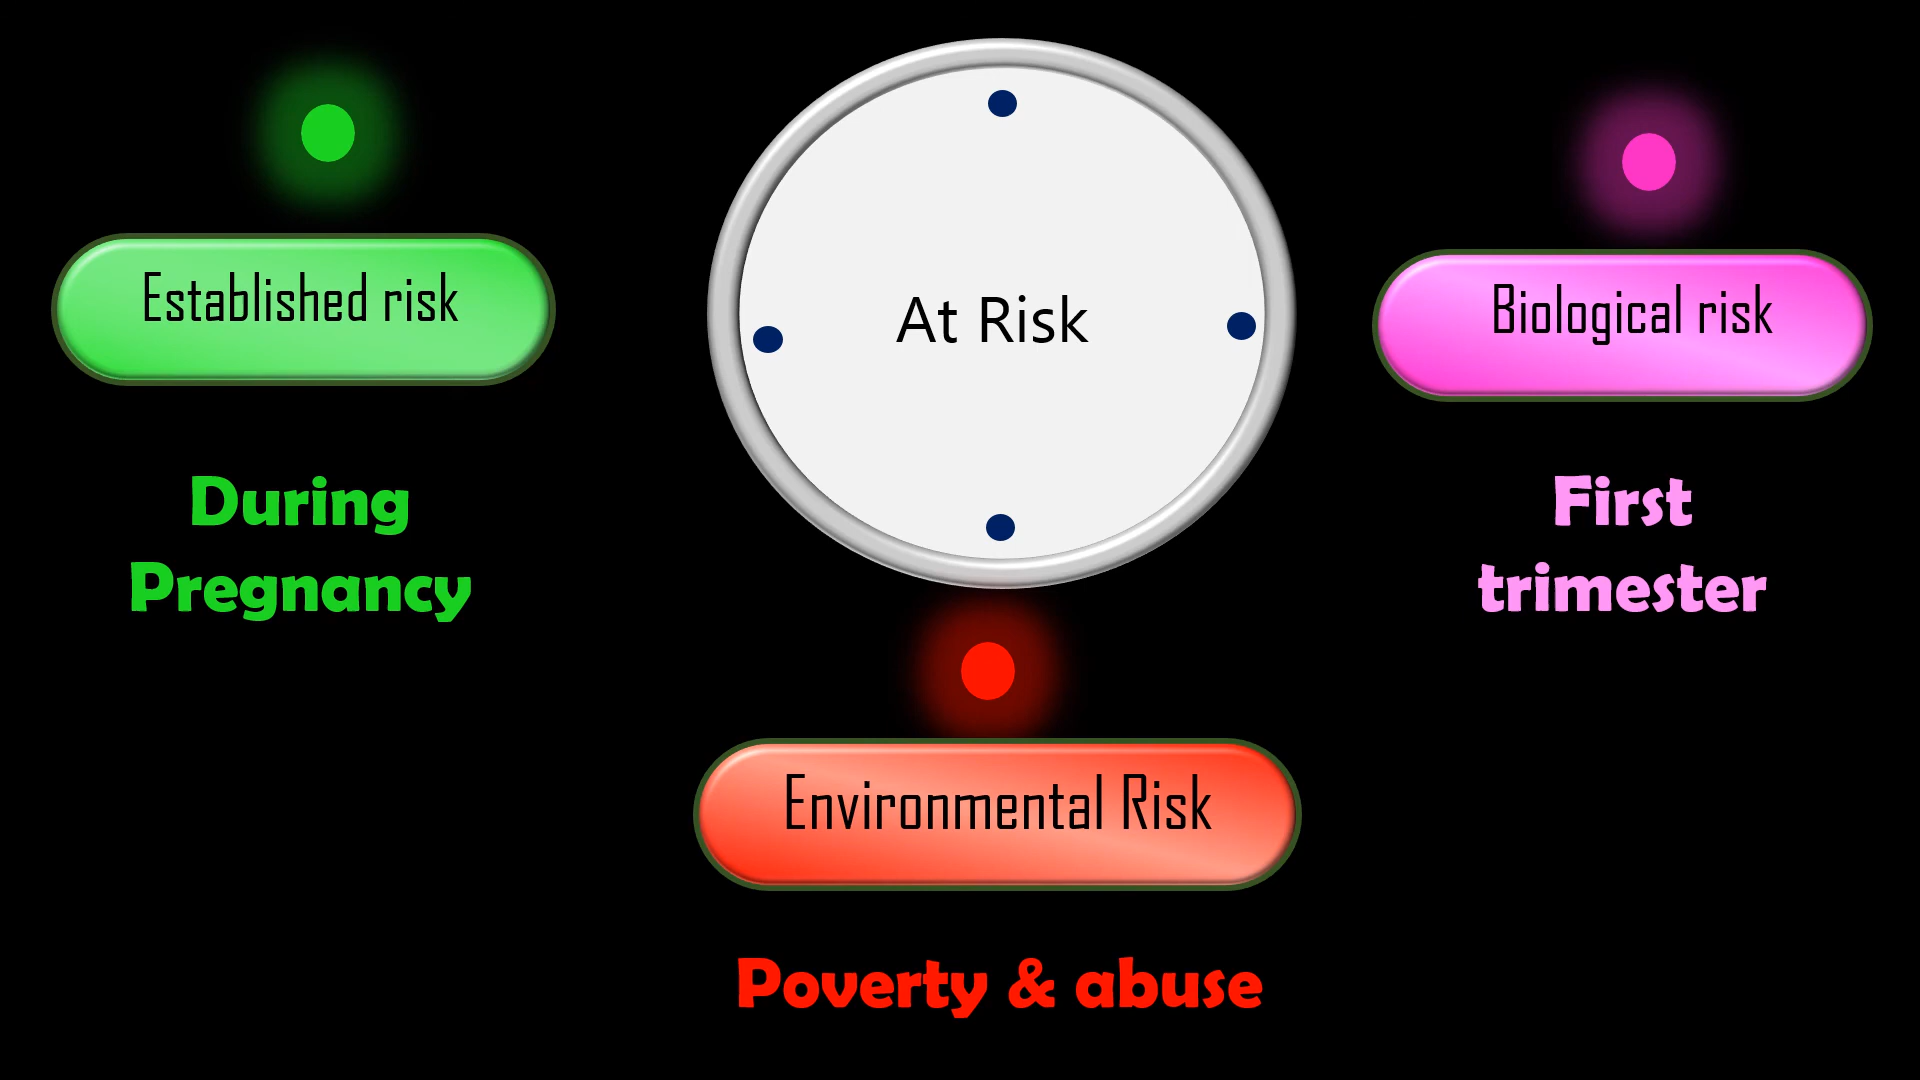 Established risk
During
Pregnancy
At Risk
Biological risk
First
trimester
Environmental Risk
Poverty & abuse